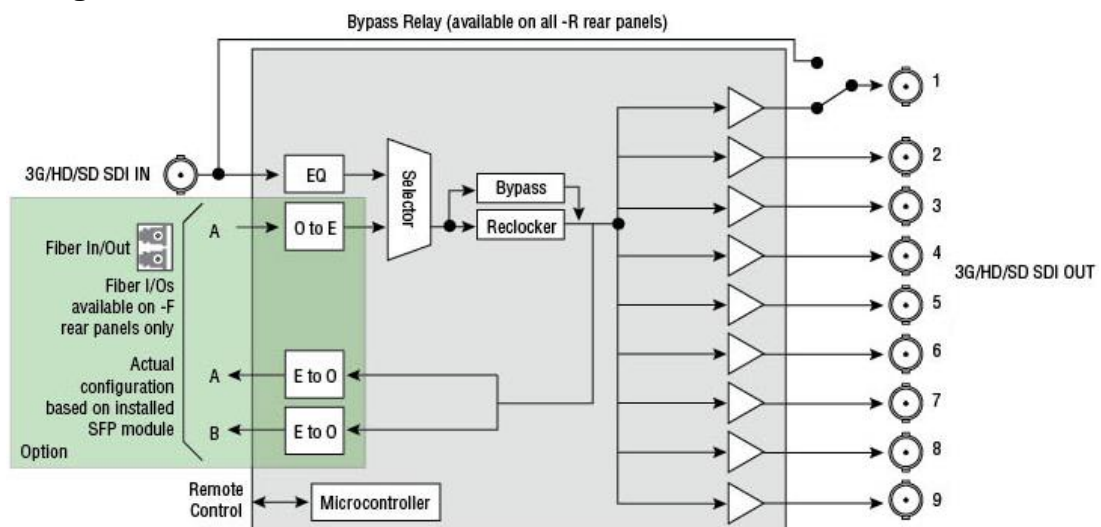 Bypass Relay (available on all -R rear panels)
1
2
3G/HD/SD SDI IN
EQ
Selector
Bypass
3
A
O to E
Reclocker
Fiber In/Out
4
3G/HD/SD SDI OUT
Fiber I/Os
available on -F
rear panels only
5
Actual
configuration
based on installed
SFP module
A
E to O
6
7
B
E to O
Option
8
Remote
Control
Microcontroller
9